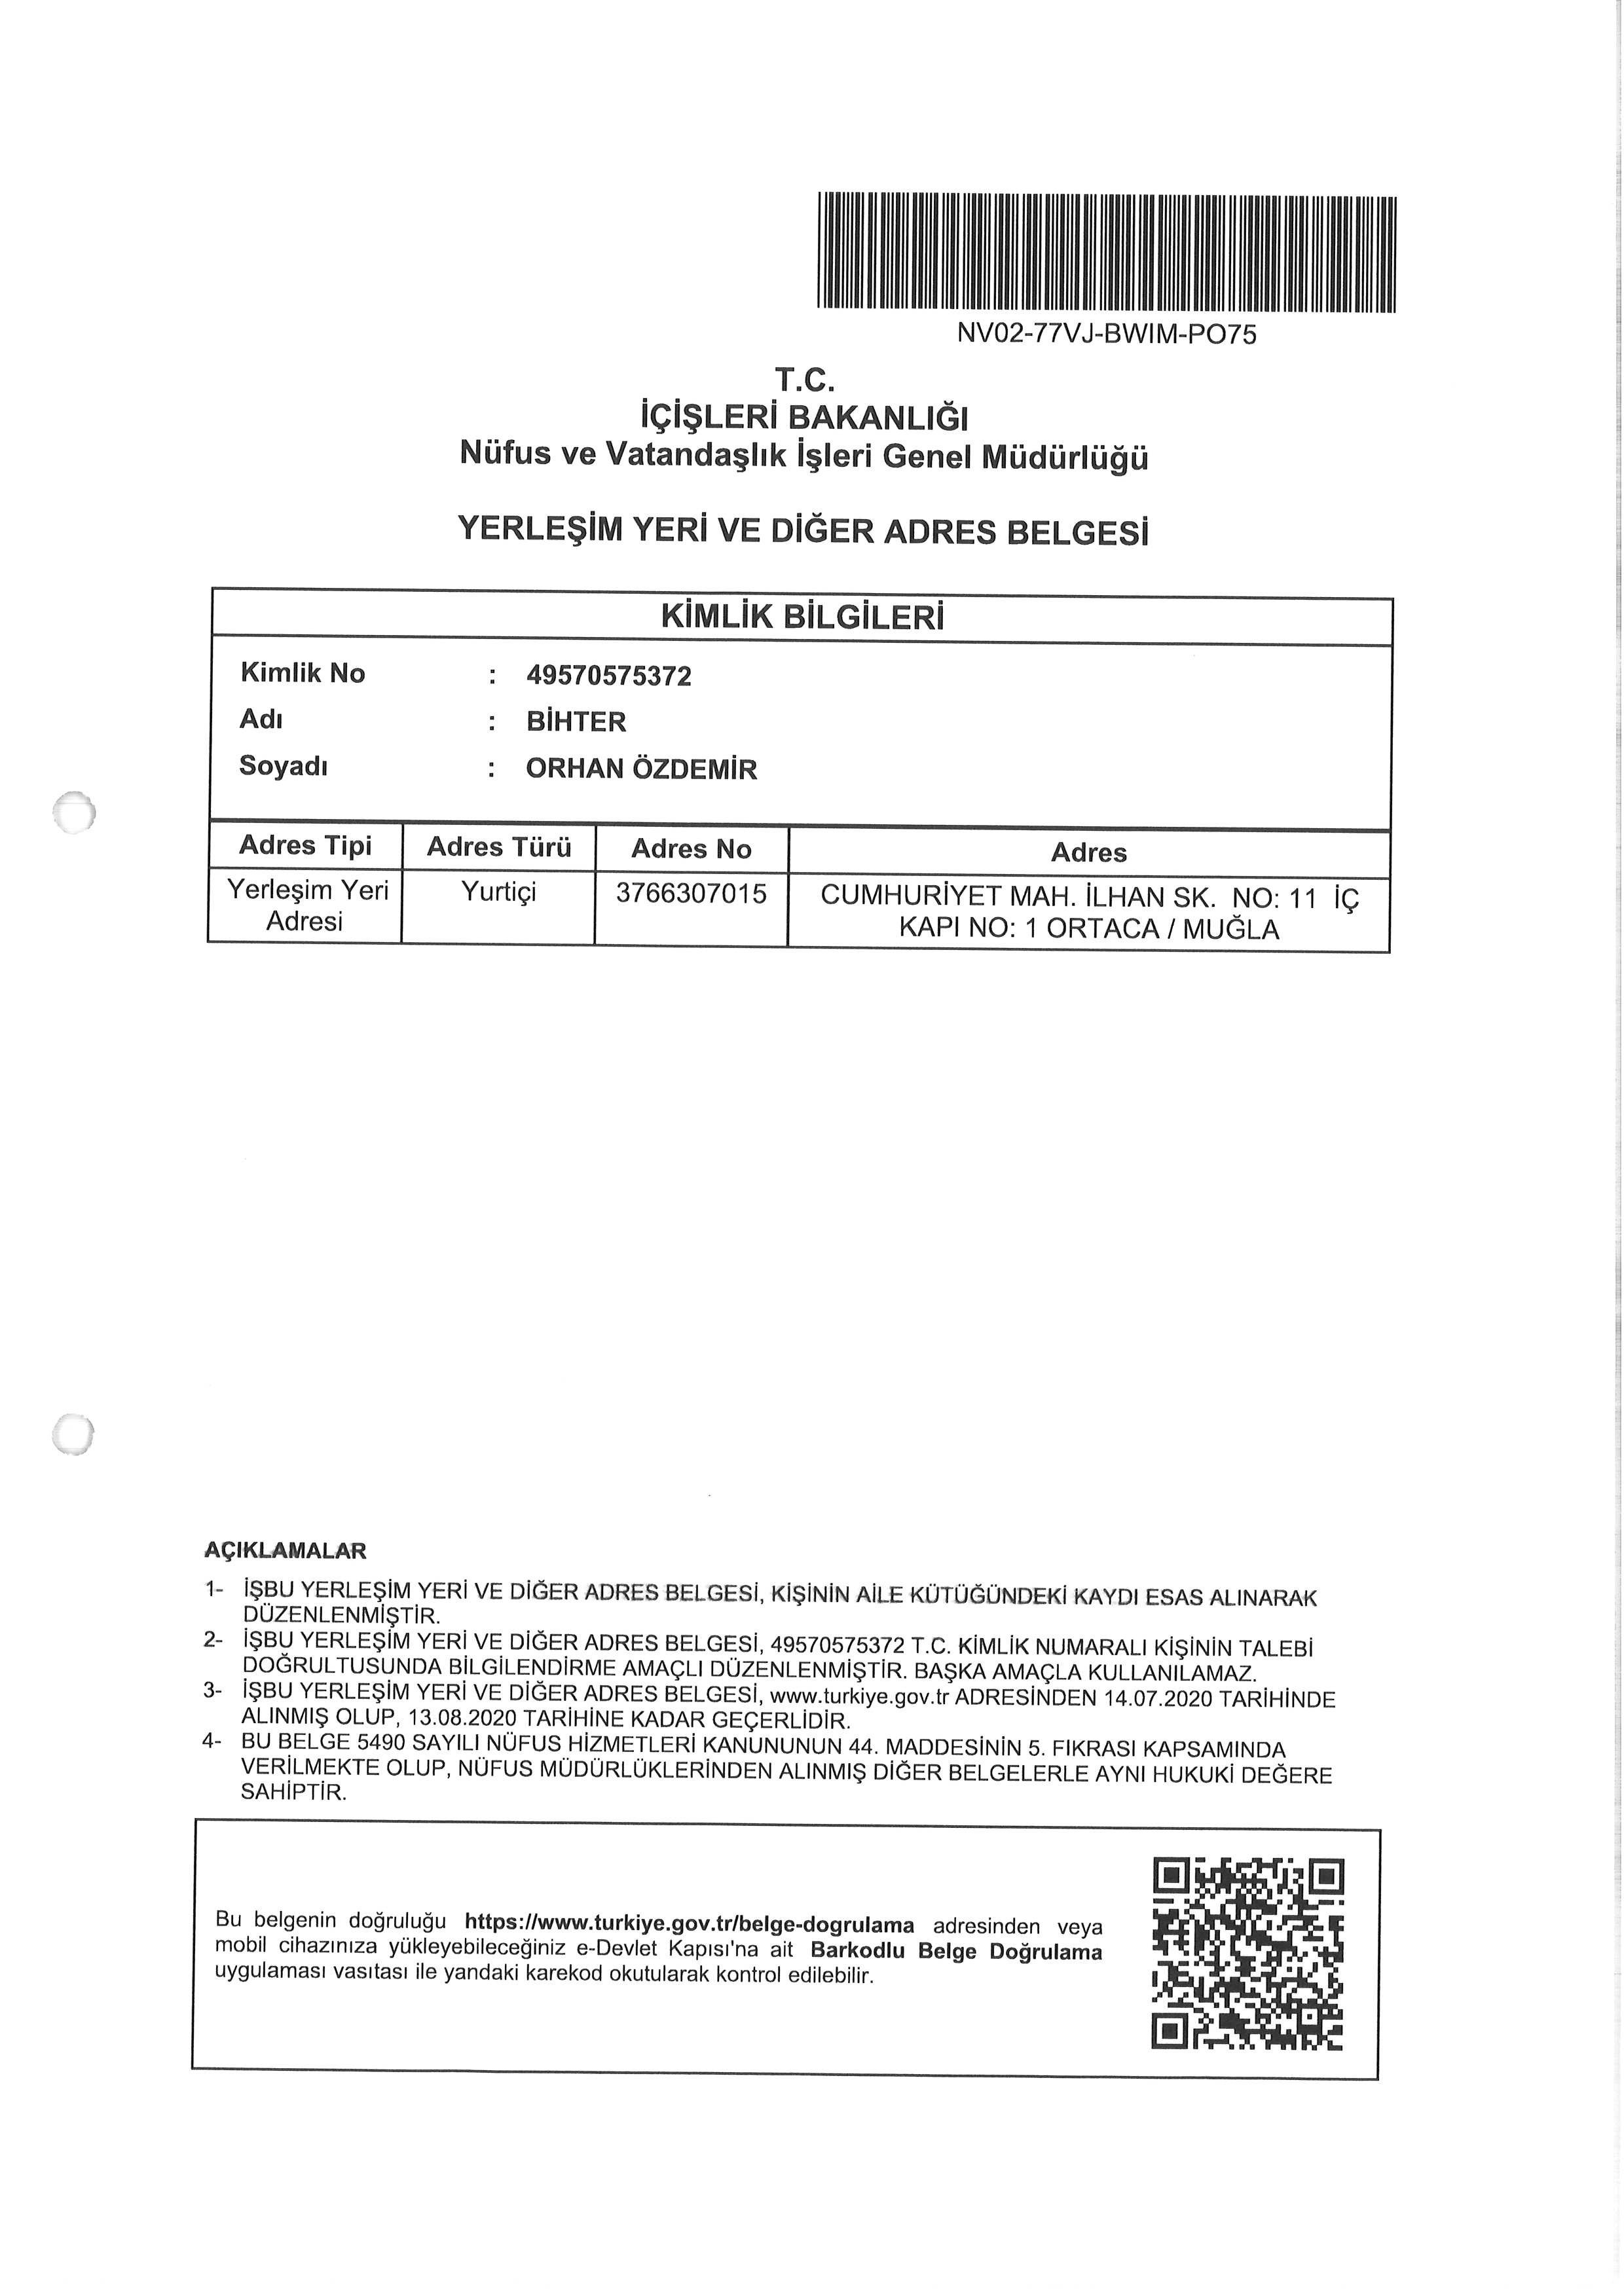 NV02-77VJ-BWIM-PO75
T.C.
İÇİŞLERİ BAKANLIĞI
Nüfus ve Vatandaşlık İşleri Genel Müdürlüğü
YERLEŞİM YERİ VE DİĞER ADRES BELGESİ
KİMLİK BİLGİLERİ
Kimlik No : 49570575372
Adı : BİHTER
Soyadı : ORHAN ÖZDEMİR
Adres Tipi Adres Türü Adres No Adres
Yerleşim Yeri Yurtiçi 3766307015 CUMHURİYET MAH. İLHAN SK. NO: 11 İÇ
Adresi KAPI NO: 1 ORTACA / MUĞLA
AÇIKLAMALAR
1- İŞBU YERLEŞİM YERİ VE DİĞER ADRES BELGESİ, KİŞİNİN AİLE KÜTÜĞÜNDEKİ KAYDI ESAS ALINARAK
DÜZENLENMİŞTİR.
2- İŞBU YERLEŞİM YERİ VE DİĞER ADRES BELGESİ, 49570575372 T.C. KİMLİK NUMARALI KİŞİNİN TALEBİ
DOĞRULTUSUNDA BİLGİLENDİRME AMAÇLI DÜZENLENMİŞTİR. BAŞKA AMAÇLA KULLANILAMAZ.
3- İŞBU YERLEŞİM YERİ VE DİĞER ADRES BELGESİ, www.turkiye.gov.tr ADRESİNDEN 14.07.2020 TARİHİNDE
ALINMIŞ OLUP, 13.08.2020 TARİHİNE KADAR GEÇERLİDİR.
4- BU BELGE 5490 SAYILI NÜFUS HİZMETLERİ KANUNUNUN 44. MADDESİNİN 5. FIKRASI KAPSAMINDA
VERİLMEKTE OLUP, NÜFUS MÜDÜRLÜKLERİNDEN ALINMIŞ DİĞER BELGELERLE AYNI HUKUKİ DEĞERE
SAHİPTİR.
Bu belgenin doğruluğu https://www.turkiye.gov.tr/belge-dogrulama adresinden veya
mobil cihazınıza yükleyebileceğiniz e-Devlet Kapısı'na ait Barkodlu Belge Doğrulama
uygulaması vasıtası ile yandaki karekod okutularak kontrol edilebilir.